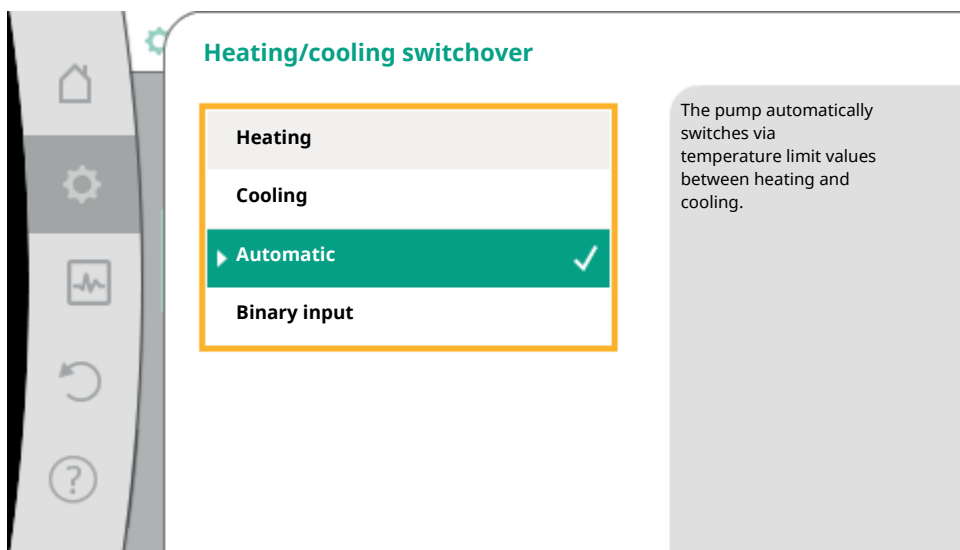 Heating/cooling switchover
Heating
Cooling
Automatic
Binary input
The pump automatically
switches via
temperature limit values
between heating and
cooling.
?